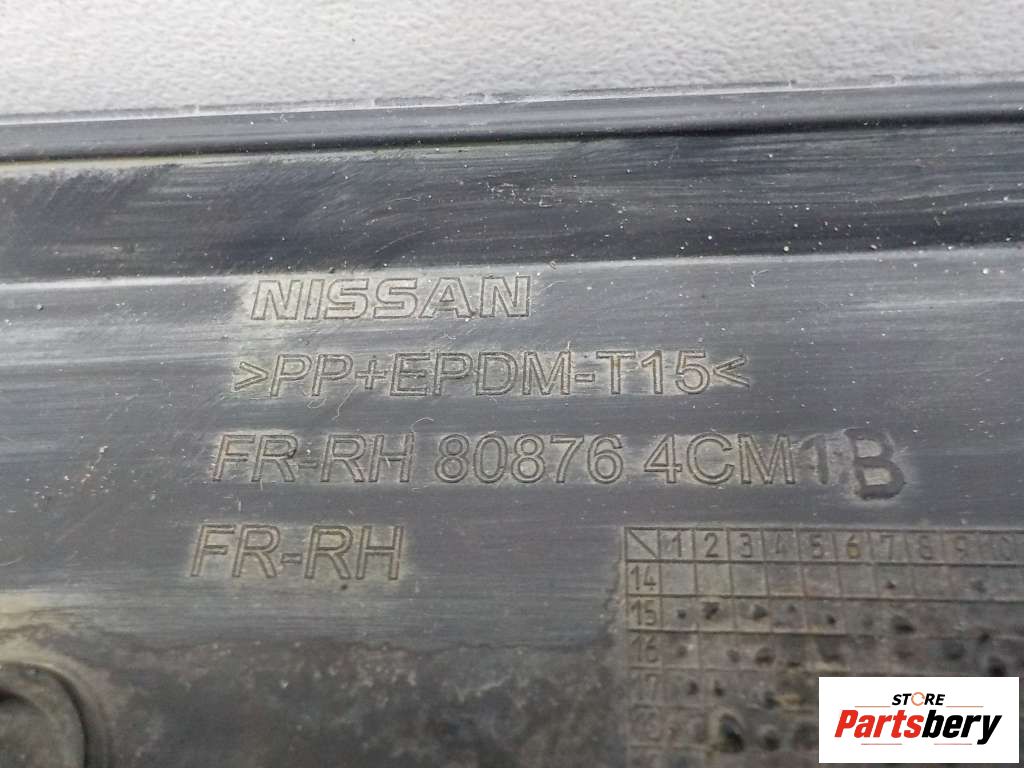 NISSAN
>PP+EPDM-T15<
FR-RH 80876 4CM1B
FR-RH
1 2 3 4 5 6 7 8 9 10
14
15
16
STORE
Partsbery